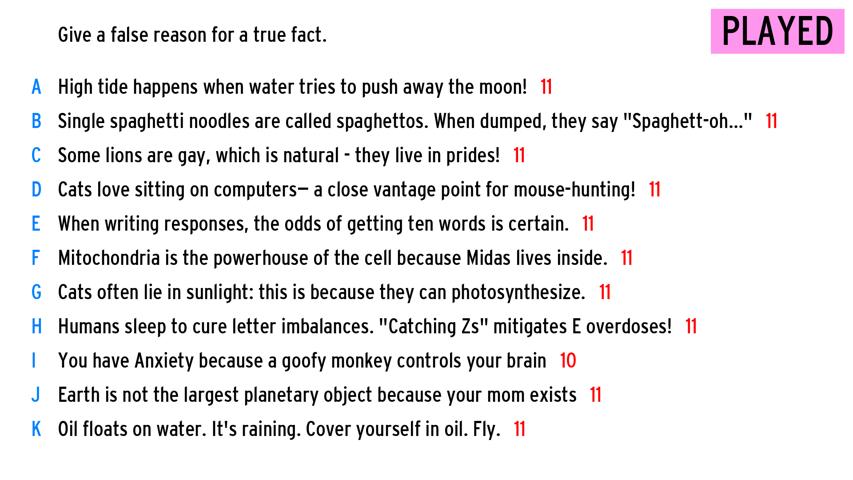 Give a false reason for a true fact.
PLAYED
A High tide happens when water tries to push away the moon! 11
B Single spaghetti noodles are called spaghettos. When dumped, they say "Spaghett-oh..." 11
C Some lions are gay, which is natural - they live in prides! 11
D Cats love sitting on computers— a close vantage point for mouse-hunting! 11
E When writing responses, the odds of getting ten words is certain. 11
F Mitochondria is the powerhouse of the cell because Midas lives inside. 11
G Cats often lie in sunlight: this is because they can photosynthesize. 11
H Humans sleep to cure letter imbalances. "Catching Zs" mitigates E overdoses! 11
I You have Anxiety because a goofy monkey controls your brain 10
J Earth is not the largest planetary object because your mom exists 11
K Oil floats on water. It's raining. Cover yourself in oil. Fly. 11